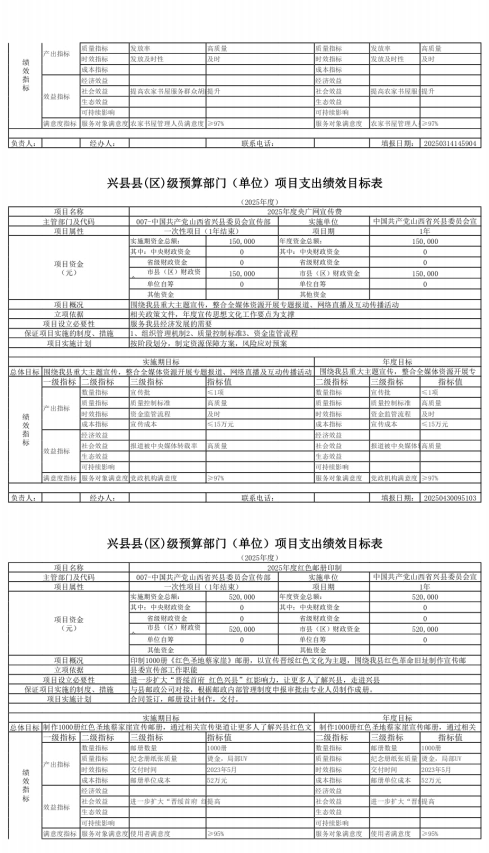 绩效指标 产出指标 质量指标 发放率 高质量 质量指标 发放率 高质量
时效指标 发放及时性 及时 时效指标 发放及时性 及时
成本指标 成本指标
效益指标 经济效益 经济效益
社会效益 提高农家书屋服务群众 提升 社会效益 提高农家书屋服 提升
生态效益 生态效益
可持续影响 可持续影响
满意度指标 服务对象满意度 农家书屋管理人员满意度 ≥97% 服务对象满意度 农家书屋管理人 ≥97%
负责人: 经办人: 联系电话: 填报日期: 20250314145904
兴县县(区)级预算部门(单位)项目支出绩效目标表
(2025年度)
项目名称 2025年度央广网宣传费
主管部门及代码 007-中国共产党山西省兴县委员会宣传部 实施单位 中国共产党山西省兴县委员会宣
项目属性 一次性项目(1年结束) 项目期 1年
项目资金(元) 实施期资金总额: 150,000 年度资金总额: 150,000
其中:中央财政资金 0 其中:中央财政资金 0
省级财政资金 0 省级财政资金 0
市县(区)财政资 150,000 市县(区)财政资金 150,000
单位自筹 0 单位自筹 0
其他资金 其他资金
项目概况 围绕我县重大主题宣传,整合全媒体资源开展专题报道、网络直播及互动传播活动
立项依据 相关政策文件,年度宣传思想文化工作要点为支撑
项目设立必要性 服务我县经济发展的需要
保证项目实施的制度、措施 1、组织管理机制2、质量控制标准3、资金监管流程
项目实施计划 按阶段划分,制定资源保障方案,风险应对预案
实施期目标 年度目标
总体目标 围绕我县重大主题宣传,整合全媒体资源开展专题报道、网络直播及互动传播活动 围绕我县重大主题宣传,整合全媒体资源开展专
绩效指标 一级指标 二级指标 三级指标 指标值 二级指标 三级指标 指标值
产出指标 数量指标 宣传批 ≤1项 数量指标 宣传批 ≤1项
质量指标 质量控制标准 高质量 质量指标 质量控制标准 高质量
时效指标 资金监管流程 及时 时效指标 资金监管流程 及时
成本指标 宣传成本 ≤15万元 成本指标 宣传成本 ≤15万元
效益指标 经济效益 经济效益
社会效益 报道被中央媒体转载率 高质量 社会效益 报道被中央媒体 高质量
生态效益 生态效益
可持续影响 可持续影响
满意度指标 服务对象满意度 党政机构满意度 ≥97% 服务对象满意度 党政机构满意度 ≥97%
负责人: 经办人: 联系电话: 填报日期: 20250430095103
兴县县(区)级预算部门(单位)项目支出绩效目标表
(2025年度)
项目名称 2025年度红色邮册印制
主管部门及代码 007-中国共产党山西省兴县委员会宣传部 实施单位 中国共产党山西省兴县委员会宣
项目属性 一次性项目(1年结束) 项目期 1年
项目资金(元) 实施期资金总额: 520,000 年度资金总额: 520,000
其中:中央财政资金 0 其中:中央财政资金 0
省级财政资金 0 省级财政资金 0
市县(区)财政资 520,000 市县(区)财政资金 520,000
单位自筹 0 单位自筹 0
其他资金 其他资金
项目概况 印制1000册《红色圣地蔡家崖》邮册,以宣传晋绥红色文化为主题,围绕我县红色革命旧址制作宣传邮
立项依据 县委宣传部工作职能
项目设立必要性 进一步扩大“晋绥首府 红色兴县”红影响力,让更多人了解兴县,走进兴县
保证项目实施的制度、措施 与县邮政公司对接,根据邮政内部管理制度申报审批由专业人员制作成册。
项目实施计划 合同签订,邮册设计制作,交付。
实施期目标 年度目标
总体目标 制作1000册红色圣地蔡家崖宣传邮册,通过相关宣传渠道让更多人了解兴县红色文 制作1000册红色圣地蔡家崖宣传邮册,通过相关
绩效指标 一级指标 二级指标 三级指标 指标值 二级指标 三级指标 指标值
产出指标 数量指标 邮册数量 1000册 数量指标 邮册数量 1000册
质量指标 纪念册纸张质量 烫金,局部UV 质量指标 纪念册纸张质量 烫金,局部UV
时效指标 交付时间 2023年5月 时效指标 交付时间 2023年5月
成本指标 邮册单位成本 52万元 成本指标 邮册单位成本 52万元
效益指标 经济效益 经济效益
社会效益 进一步扩大“晋绥首府 提高 社会效益 进一步扩大“晋 提高
生态效益 生态效益
可持续影响 可持续影响
满意度指标 服务对象满意度 使用者满意度 ≥95% 服务对象满意度 使用者满意度 ≥95%